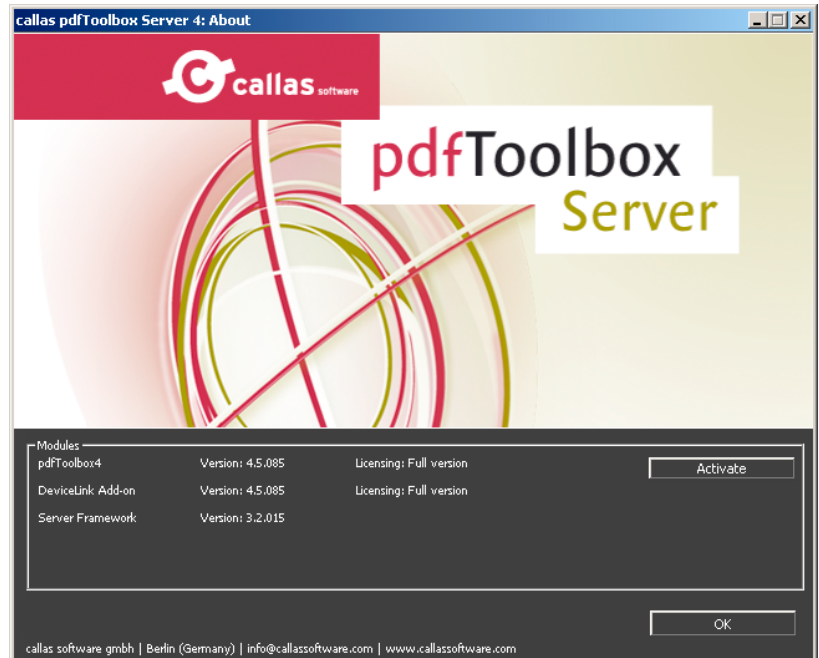 callas pdfToolbox Server 4: About
callas software
pdfToolbox
Server
Modules
pdfToolbox4 Version: 4.5.085 Licensing: Full version
Activate
DeviceLink Add-on Version: 4.5.085 Licensing: Full version
Server Framework Version: 3.2.015
OK
callas software gmbh | Berlin (Germany) | info@callassoftware.com | www.callassoftware.com